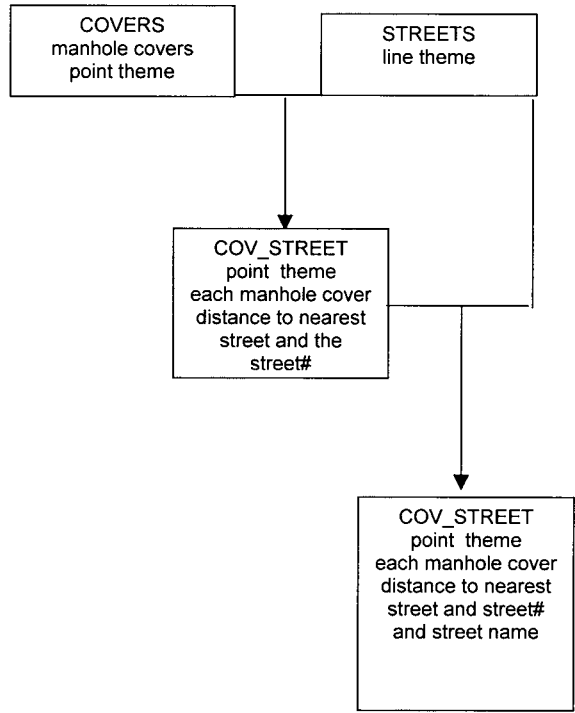 COVERS
manhole covers
point theme
STREETS
line theme
COV_STREET
point theme
each manhole cover
distance to nearest
street and the
street#
COV_STREET
point theme
each manhole cover
distance to nearest
street and street#
and street name